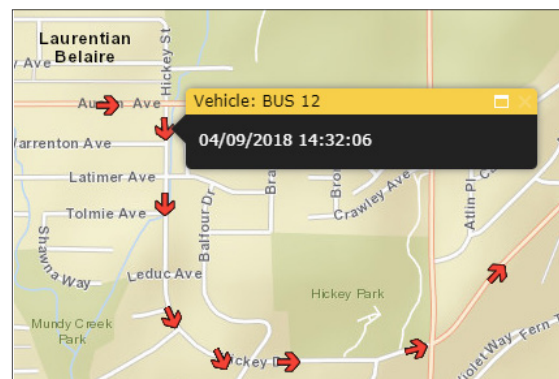 Laurentian
Belaire
Hickey St
Ave
Ave
Vehicle: BUS 12
04/09/2018 14:32:06
Warrenton Ave
Latimer Ave
Tolmie Ave
Balfour Dr
Crawley Ave
Atlin Pl
Shawna Way
Leduc Ave
Hickey Park
Mundy Creek
Park
Violet Way
Fern